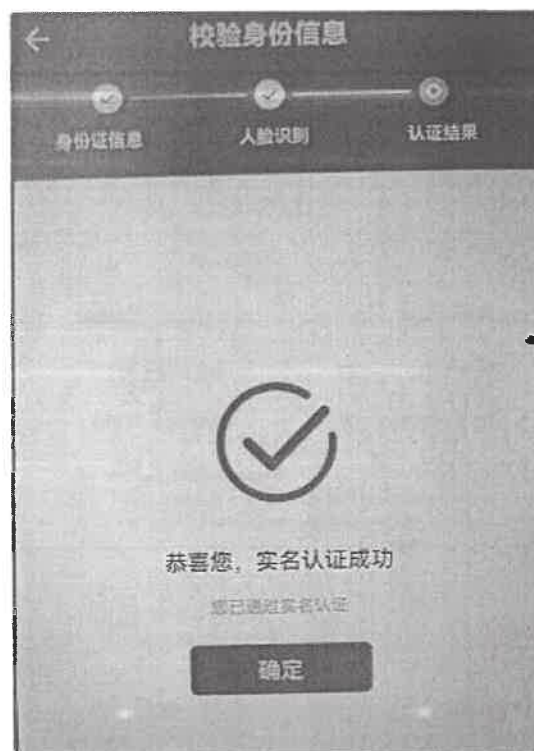 校验身份信息
身份证信息 人脸识别 认证结果
恭喜您，实名认证成功
您已通过实名认证
确定